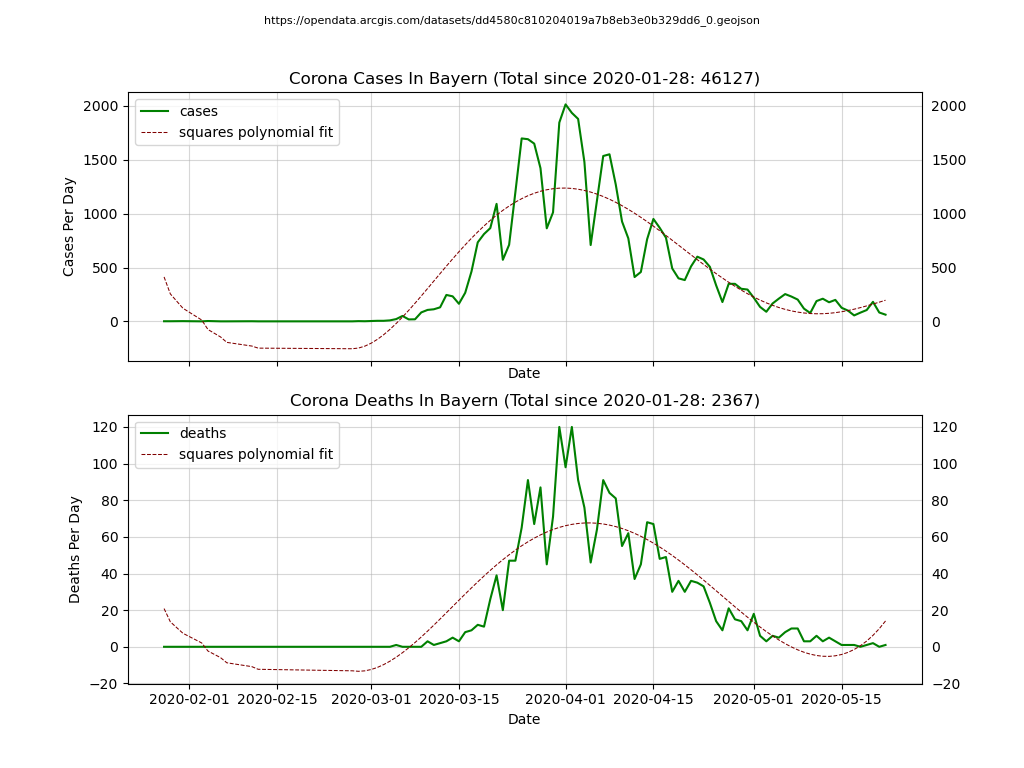 https://opendata.arcgis.com/datasets/dd4580c810204019a7b8eb3e0b329dd6_0.geojson
Corona Cases In Bayern (Total since 2020-01-28: 46127)
cases
squares polynomial fit
2000
1500
1000
500
0
2000
1500
1000
500
0
Cases Per Day
Date
Corona Deaths In Bayern (Total since 2020-01-28: 2367)
deaths
squares polynomial fit
120
100
80
60
40
20
0
−20
120
100
80
60
40
20
0
−20
Deaths Per Day
2020-02-01 2020-02-15 2020-03-01 2020-03-15 2020-04-01 2020-04-15 2020-05-01 2020-05-15
Date